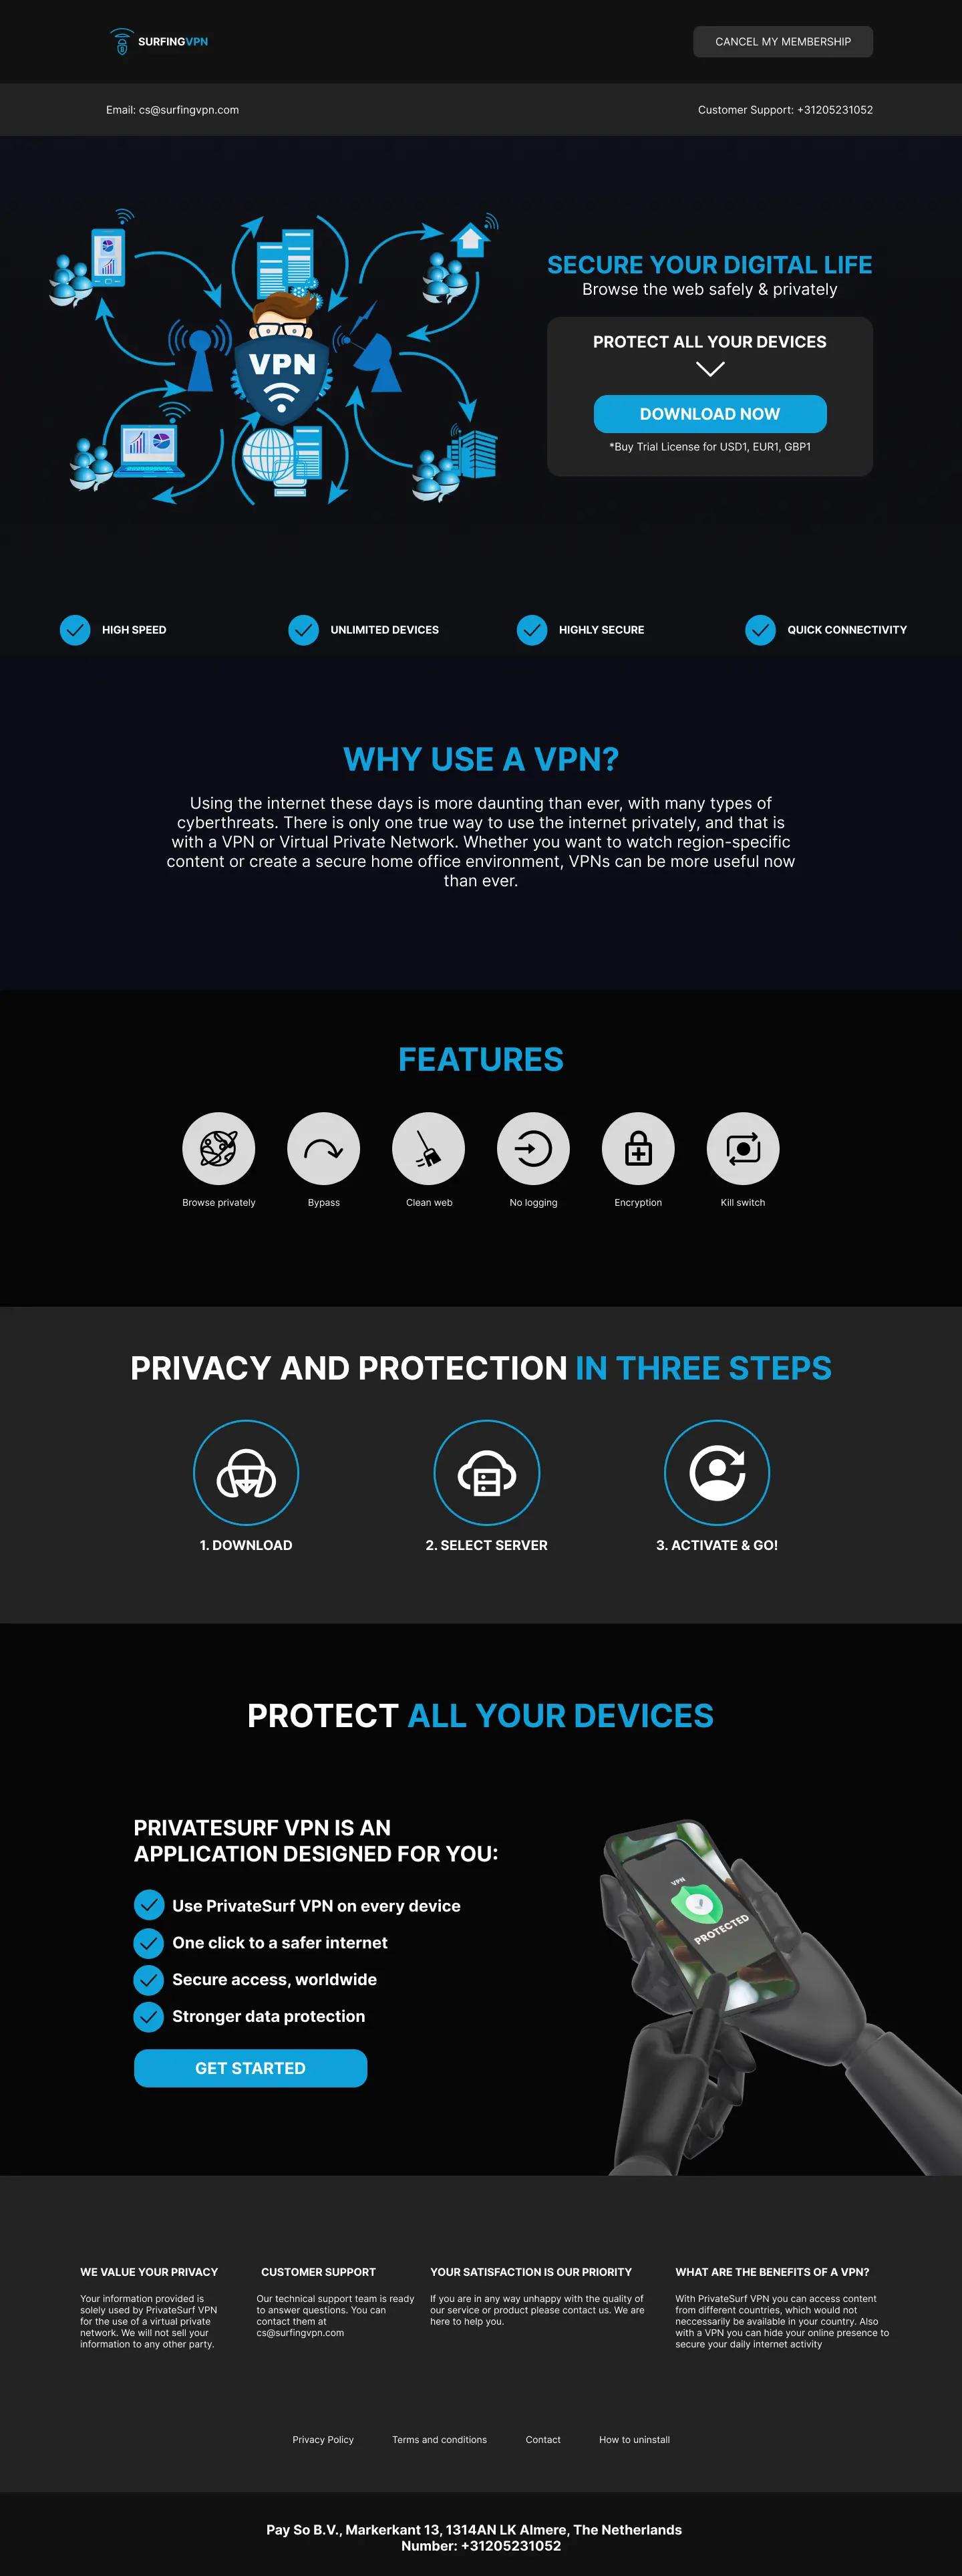 SURFINGVPN
CANCEL MY MEMBERSHIP
Email: cs@surfingvpn.com
Customer Support: +31205231052
VPN
SECURE YOUR DIGITAL LIFE
Browse the web safely & privately
PROTECT ALL YOUR DEVICES
DOWNLOAD NOW
*Buy Trial License for USD1, EUR1, GBP1
HIGH SPEED
UNLIMITED DEVICES
HIGHLY SECURE
QUICK CONNECTIVITY
WHY USE A VPN?
Using the internet these days is more daunting than ever, with many types of
cyberthreats. There is only one true way to use the internet privately, and that is
with a VPN or Virtual Private Network. Whether you want to watch region-specific
content or create a secure home office environment, VPNs can be more useful now
than ever.
FEATURES
Browse privately
Bypass
Clean web
No logging
Encryption
Kill switch
PRIVACY AND PROTECTION IN THREE STEPS
1. DOWNLOAD
2. SELECT SERVER
3. ACTIVATE & GO!
PROTECT ALL YOUR DEVICES
PRIVATESURF VPN IS AN
APPLICATION DESIGNED FOR YOU:
Use PrivateSurf VPN on every device
One click to a safer internet
Secure access, worldwide
Stronger data protection
GET STARTED
VPN
PROTECTED
WE VALUE YOUR PRIVACY
Your information provided is
solely used by PrivateSurf VPN
for the use of a virtual private
network. We will not sell your
information to any other party.
CUSTOMER SUPPORT
Our technical support team is ready
to answer questions. You can
contact them at
cs@surfingvpn.com
YOUR SATISFACTION IS OUR PRIORITY
If you are in any way unhappy with the quality of
our service or product please contact us. We are
here to help you.
WHAT ARE THE BENEFITS OF A VPN?
With PrivateSurf VPN you can access content
from different countries, which would not
neccessarily be available in your country. Also
with a VPN you can hide your online presence to
secure your daily internet activity
Privacy Policy
Terms and conditions
Contact
How to uninstall
Pay So B.V., Markerkant 13, 1314AN LK Almere, The Netherlands
Number: +31205231052